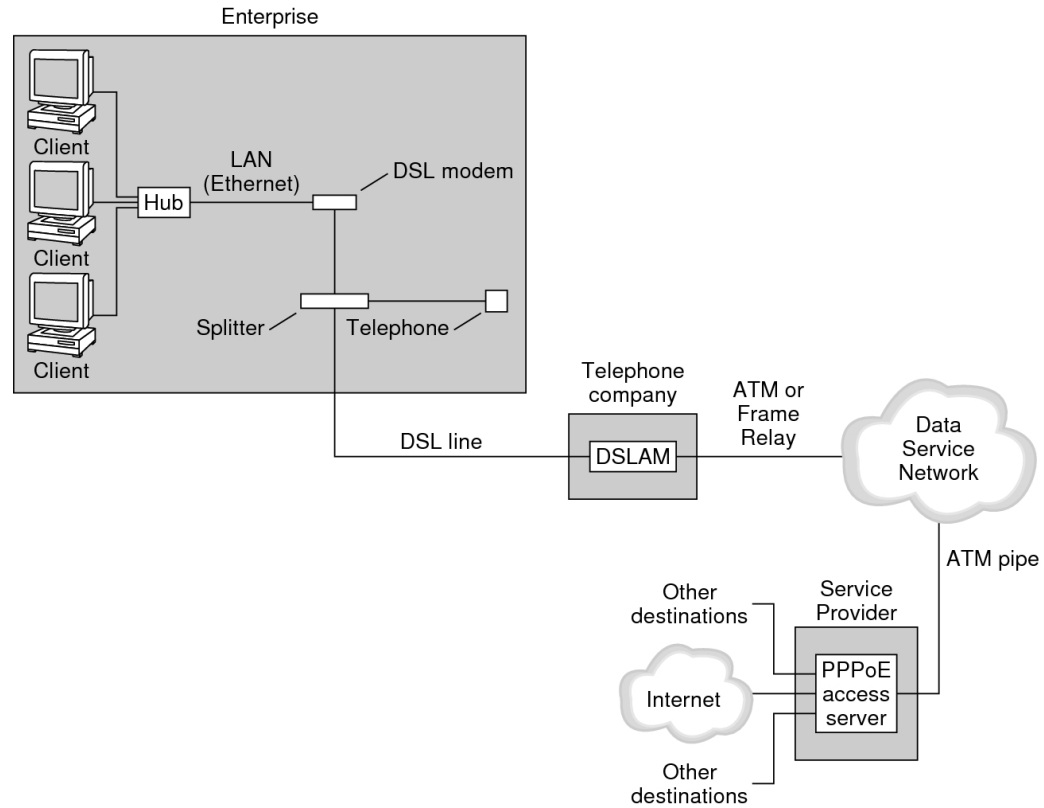 Enterprise
Client
LAN
(Ethernet)
DSL modem
Hub
Client
Splitter
Telephone
Client
Telephone
company
ATM or
Frame
Relay
Data
Service
Network
DSL line
DSLAM
ATM pipe
Other
destinations
Service
Provider
PPPoE
access
server
Internet
Other
destinations